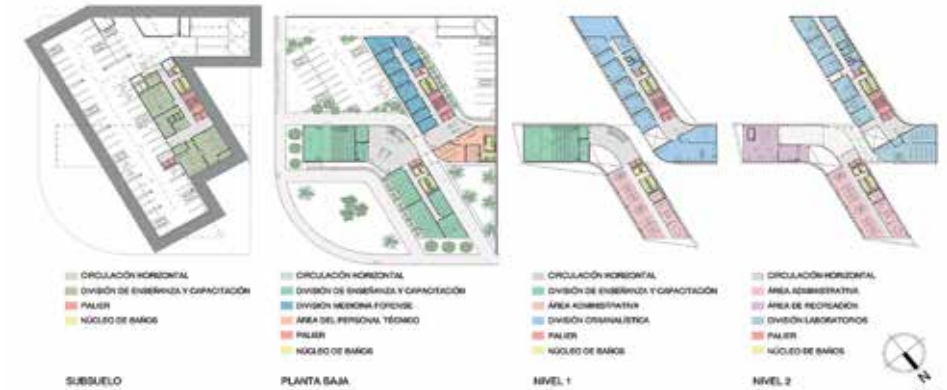 CIRCULACIÓN HORIZONTAL
DIVISIÓN DE ENSEÑANZA Y CAPACITACIÓN
PALIER
NÚCLEO DE BAÑOS
SUBSUELO
CIRCULACIÓN HORIZONTAL
DIVISIÓN DE ENSEÑANZA Y CAPACITACIÓN
DIVISIÓN MEDICINA FORENSE
ÁREA DEL PERSONAL TÉCNICO
PALIER
NÚCLEO DE BAÑOS
PLANTA BAJA
CIRCULACIÓN HORIZONTAL
DIVISIÓN DE ENSEÑANZA Y CAPACITACIÓN
ÁREA ADMINISTRATIVA
DIVISIÓN CRIMINALÍSTICA
PALIER
NÚCLEO DE BAÑOS
NIVEL 1
CIRCULACIÓN HORIZONTAL
ÁREA ADMINISTRATIVA
ÁREA DE RECREACIÓN
DIVISIÓN LABORATORIOS
PALIER
NÚCLEO DE BAÑOS
NIVEL 2
N